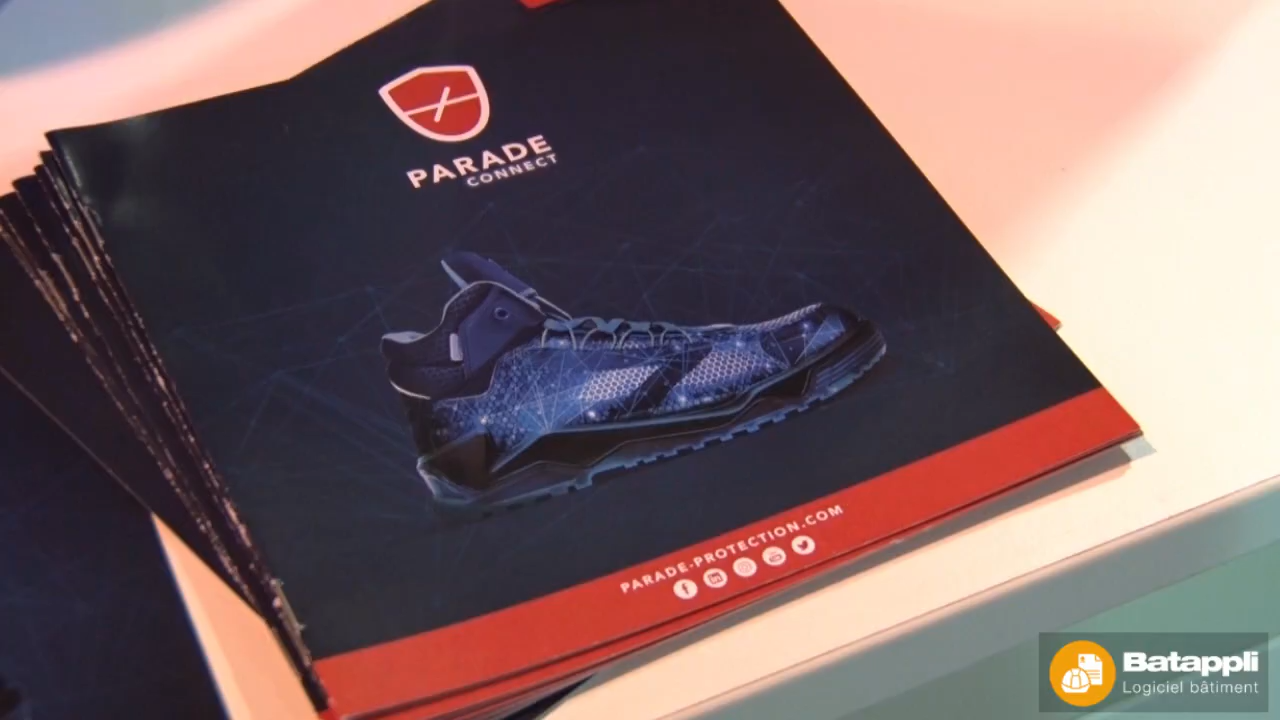 PARADE
CONNECT
PARADE-PROTECTION.COM
Batappli
Logiciel bâtiment